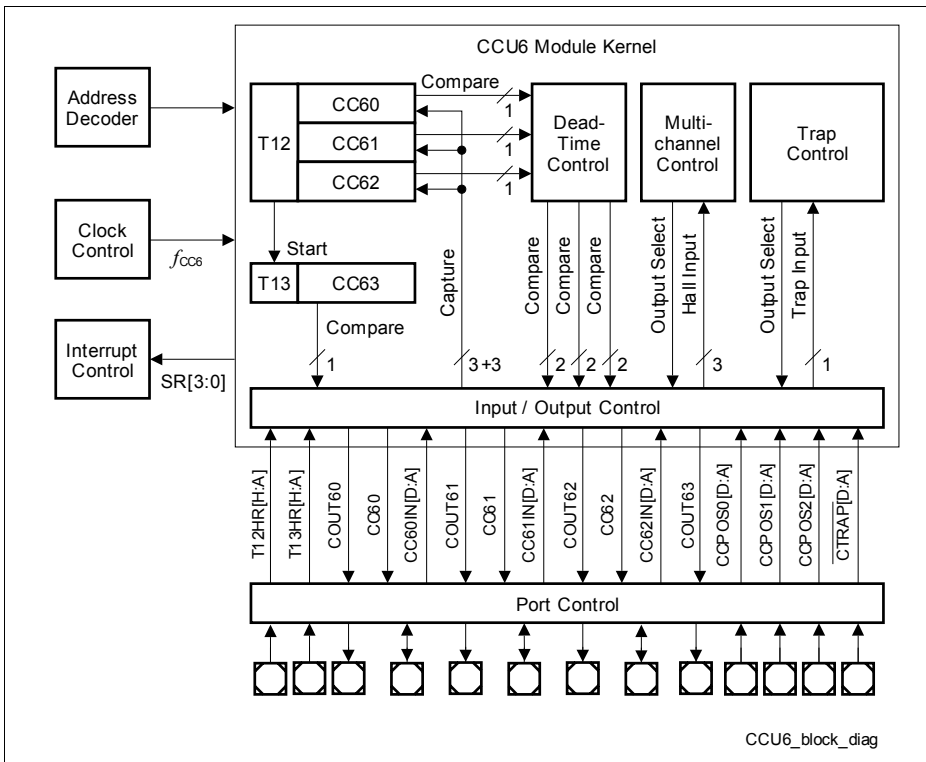 CCU6 Module Kernel
Address
Decoder
Clock
Control
fCC6
Interrupt
Control
SR[3:0]
T12
CC60
CC61
CC62
Compare
1
1
1
Dead-
Time
Control
Multi-
channel
Control
Trap
Control
Start
T13
CC63
Compare
1
Capture
3+3
Compare
Compare
Compare
2
2
2
Output Select
Hall Input
3
Output Select
Trap Input
1
Input / Output Control
T12HR[H:A]
T13HR[H:A]
COUT60
CC60
CC60IN[D:A]
COUT61
CC61
CC61IN[D:A]
COUT62
CC62
CC62IN[D:A]
COUT63
CCPOS0[D:A]
CCPOS1[D:A]
CCPOS2[D:A]
CTRAP[D:A]
Port Control
CCU6_block_diag